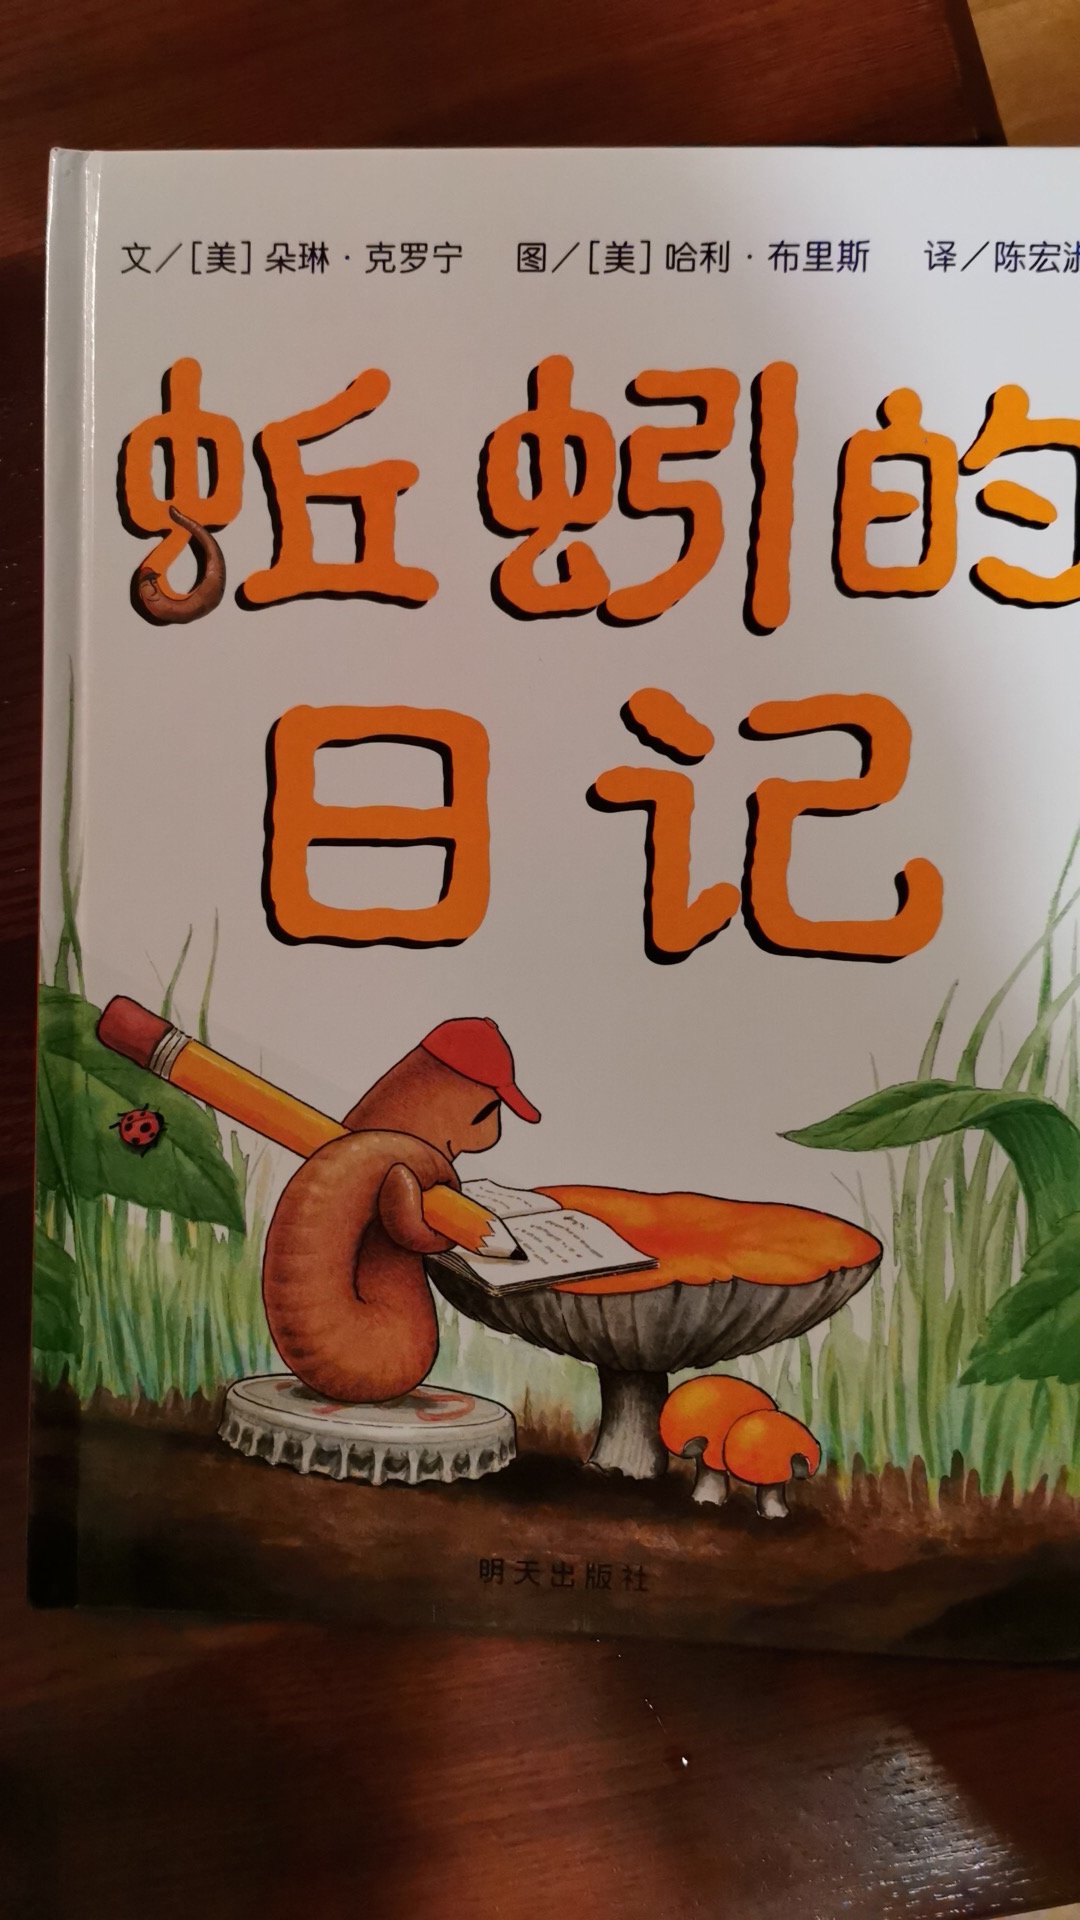 文／[美] 朵琳·克罗宁 图／[美] 哈利·布里斯 译／陈宏淑
蚯蚓的
日记
明天出版社